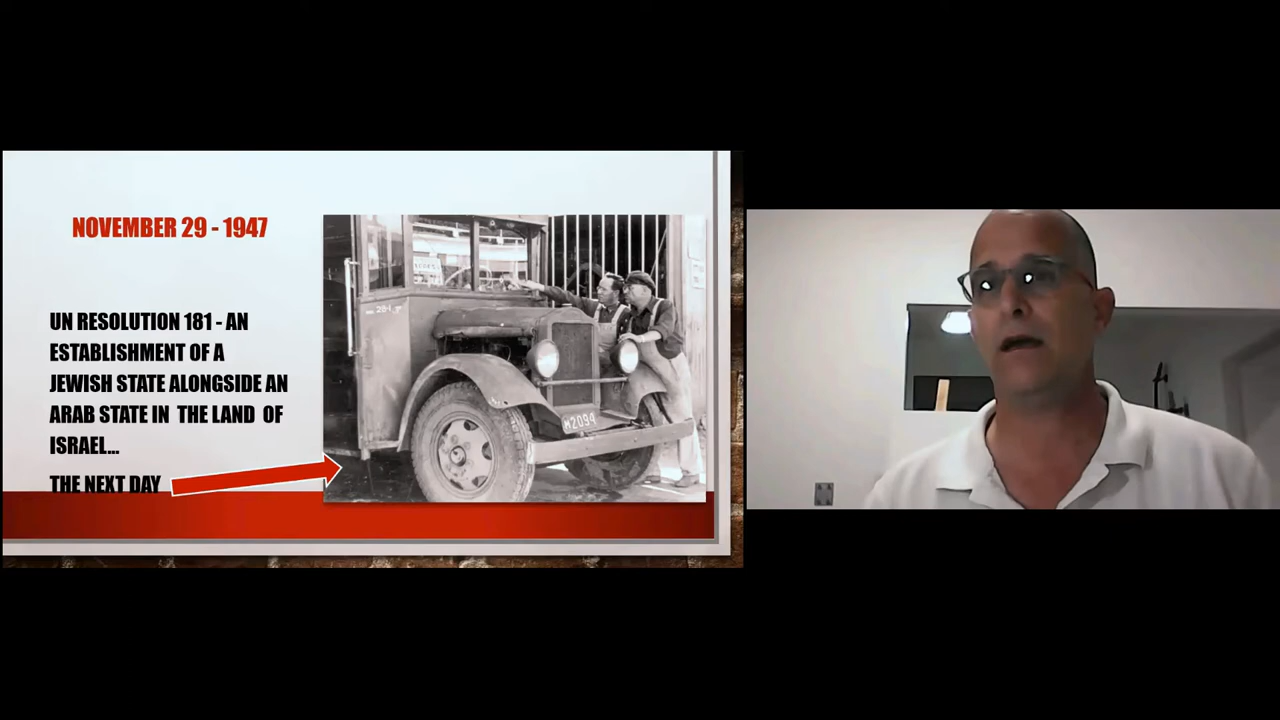 NOVEMBER 29 - 1947
UN RESOLUTION 181 - AN
ESTABLISHMENT OF A
JEWISH STATE ALONGSIDE AN
ARAB STATE IN THE LAND OF
ISRAEL...
THE NEXT DAY
M2094